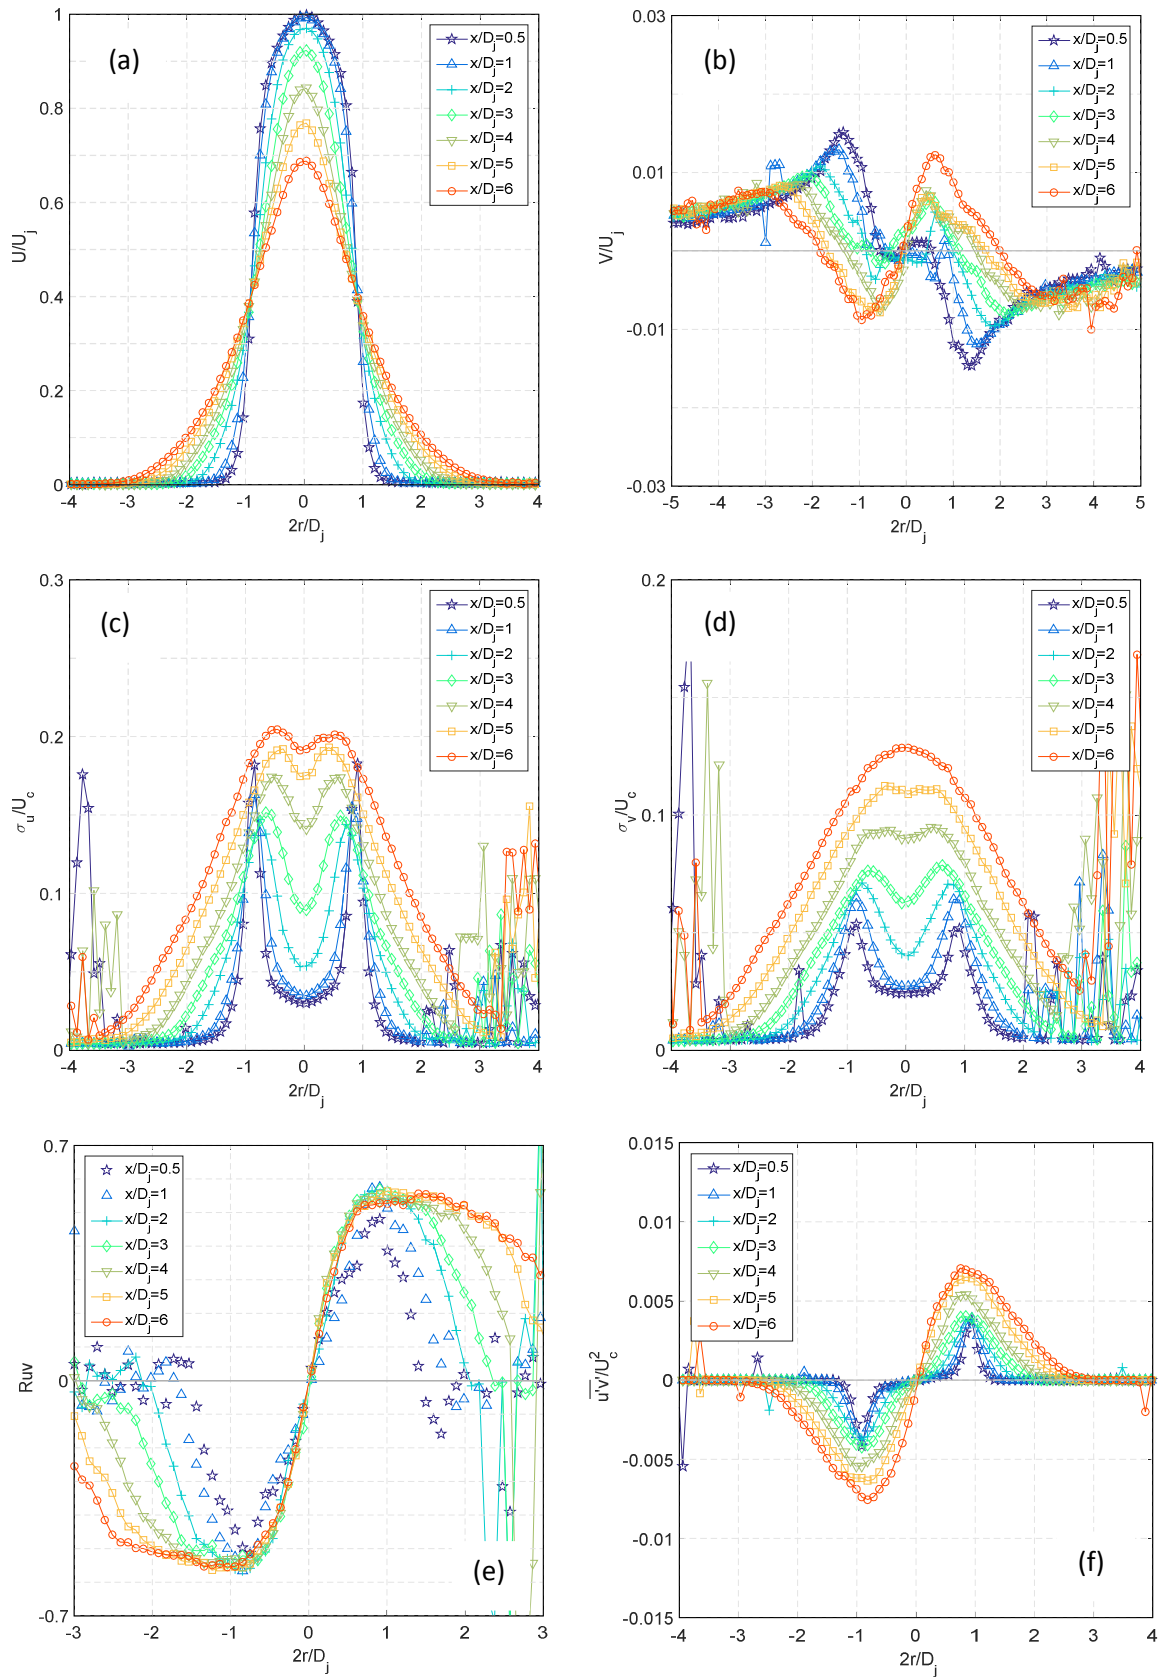 (a)
1
0.8
0.6
0.4
0.2
0
-4 -3 -2 -1 0 1 2 3 4
U/Uj
2r/Dj
x/Dj=0.5
x/Dj=1
x/Dj=2
x/Dj=3
x/Dj=4
x/Dj=5
x/Dj=6
(b)
0.03
0.01
-0.01
-0.03
-5 -4 -3 -2 -1 0 1 2 3 4 5
V/Uj
2r/Dj
x/Dj=0.5
x/Dj=1
x/Dj=2
x/Dj=3
x/Dj=4
x/Dj=5
x/Dj=6
(c)
0.3
0.2
0.1
0
-4 -3 -2 -1 0 1 2 3 4
σu/Uc
2r/Dj
x/Dj=0.5
x/Dj=1
x/Dj=2
x/Dj=3
x/Dj=4
x/Dj=5
x/Dj=6
(d)
0.2
0.1
0
-4 -3 -2 -1 0 1 2 3 4
σv/Uc
2r/Dj
x/Dj=0.5
x/Dj=1
x/Dj=2
x/Dj=3
x/Dj=4
x/Dj=5
x/Dj=6
(e)
0.7
0
-0.7
-3 -2 -1 0 1 2 3
Ruv
2r/Dj
x/Dj=0.5
x/Dj=1
x/Dj=2
x/Dj=3
x/Dj=4
x/Dj=5
x/Dj=6
(f)
0.015
0.01
0.005
0
-0.005
-0.01
-0.015
-4 -3 -2 -1 0 1 2 3 4
u'v'/Uc²
2r/Dj
x/Dj=0.5
x/Dj=1
x/Dj=2
x/Dj=3
x/Dj=4
x/Dj=5
x/Dj=6